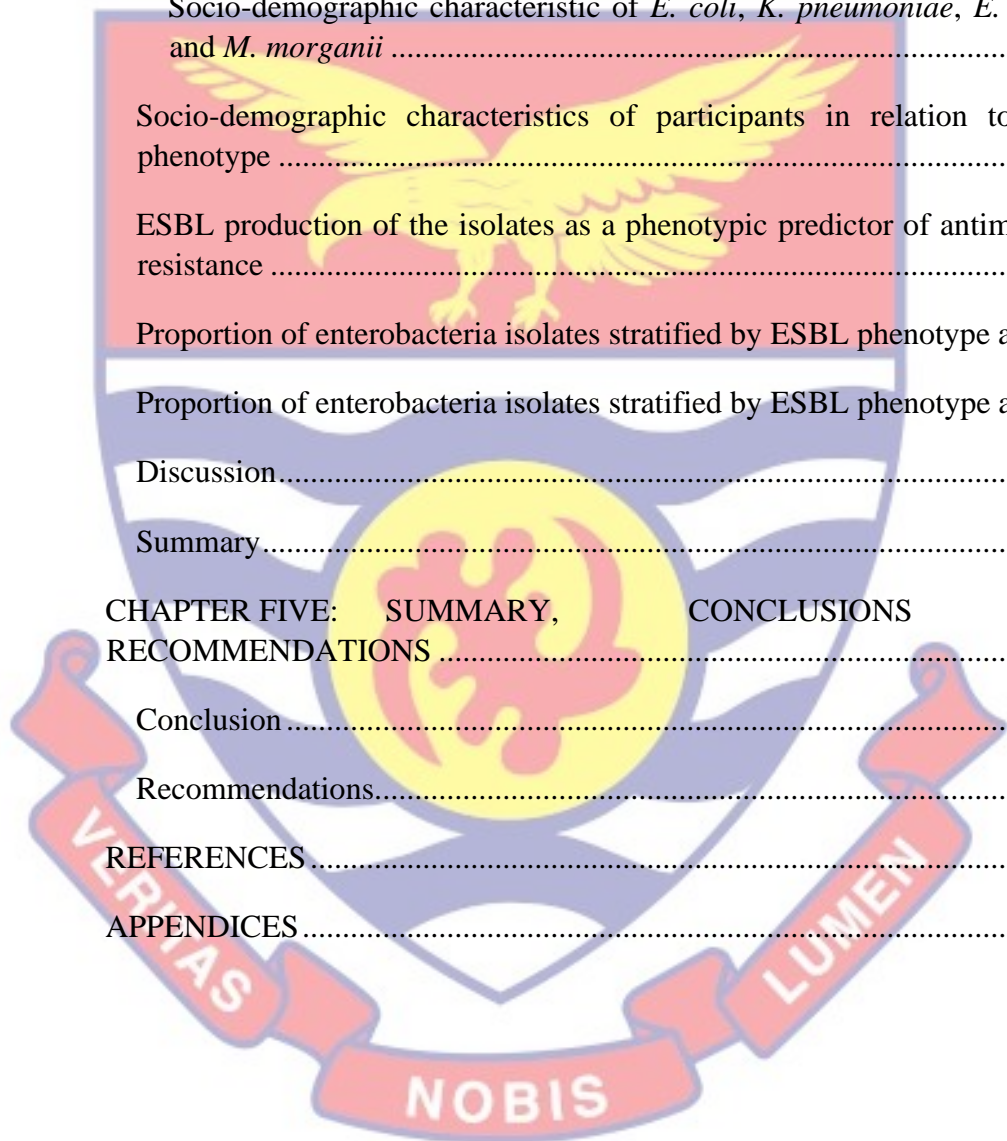 Socio-demographic characteristic of E. coli, K. pneumoniae, E.
and M. morganii ........................................................................
Socio-demographic characteristics of participants in relation to
phenotype ........................................................................
ESBL production of the isolates as a phenotypic predictor of
resistance ........................................................................
Proportion of enterobacteria isolates stratified by ESBL phenotype
Proportion of enterobacteria isolates stratified by ESBL phenotype
Discussion........................................................................
Summary........................................................................
CHAPTER FIVE: SUMMARY, CONCLUSIONS
RECOMMENDATIONS ........................................................................
Conclusion ........................................................................
Recommendations........................................................................
REFERENCES ........................................................................
APPENDICES ........................................................................
VERITAS NOBIS LUMEN